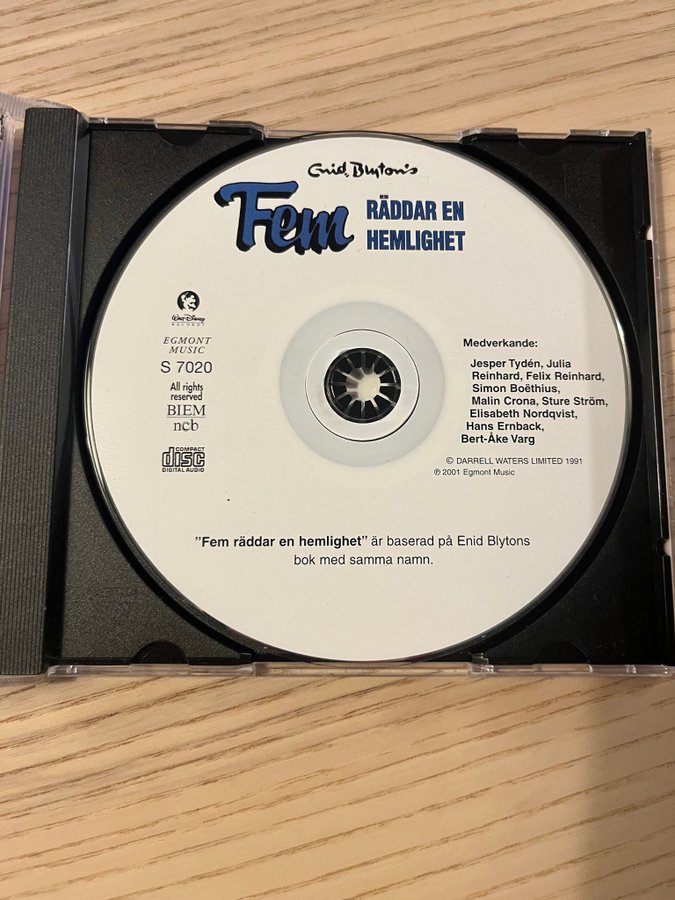 Enid Blyton's
Fem RÄDDAR EN
HEMLIGHET
WALT DISNEY
RECORDS
EGMONT
MUSIC
S 7020
All rights
reserved
BIEM
ncb
COMPACT
disc
DIGITAL AUDIO
Medverkande:
Jesper Tydén, Julia
Reinhard, Felix Reinhard,
Simon Boëthius,
Malin Crona, Sture Ström,
Elisabeth Nordqvist,
Hans Ernback,
Bert-Åke Varg
© DARRELL WATERS LIMITED 1991
℗ 2001 Egmont Music
”Fem räddar en hemlighet” är baserad på Enid Blytons
bok med samma namn.